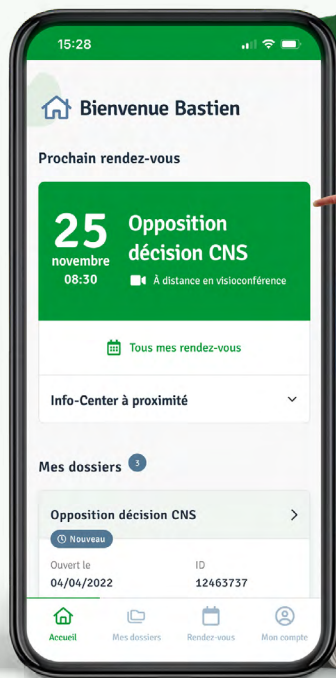 15:28
Bienvenue Bastien
Prochain rendez-vous
25
novembre
08:30
Opposition
décision CNS
À distance en visioconférence
Tous mes rendez-vous
Info-Center à proximité
Mes dossiers 3
Opposition décision CNS
Nouveau
Ouvert le ID
04/04/2022 12463737
Accueil Mes dossiers Rendez-vous Mon compte